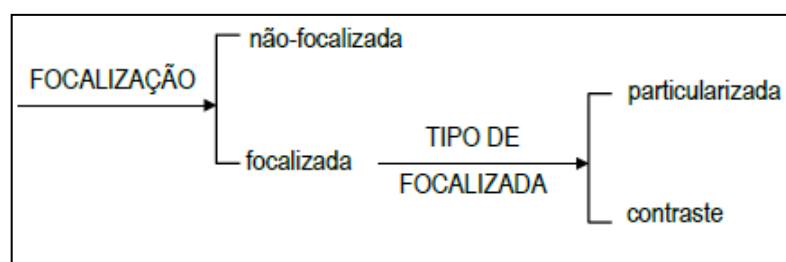 FOCALIZAÇÃO
não-focalizada
focalizada
TIPO DE
FOCALIZADA
particularizada
contraste